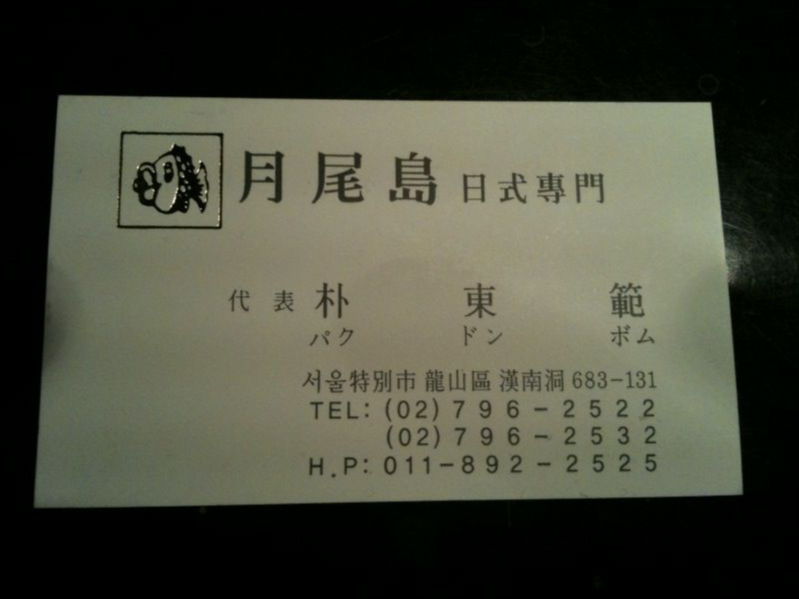 月尾島 日式專門
代表 朴 東 範
パク ドン ボム
서울特別市 龍山區 漢南洞 683-131
TEL: (02) 796-2522
(02) 796-2532
H.P: 011-892-2525